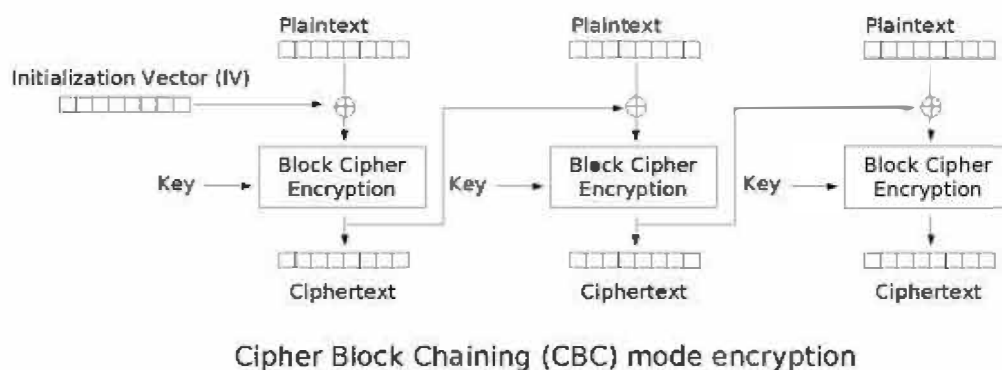 Plaintext
Plaintext
Plaintext
Initialization Vector (IV)
Block Cipher
Encryption
Block Cipher
Encryption
Block Cipher
Encryption
Key
Key
Key
Ciphertext
Ciphertext
Ciphertext
Cipher Block Chaining (CBC) mode encryption